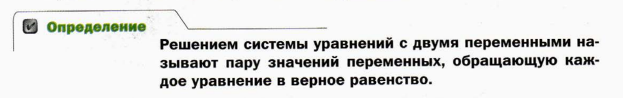 Определение
Решением системы уравнений с двумя переменными на-
зывают пару значений переменных, обращающую каж-
дое уравнение в верное равенство.